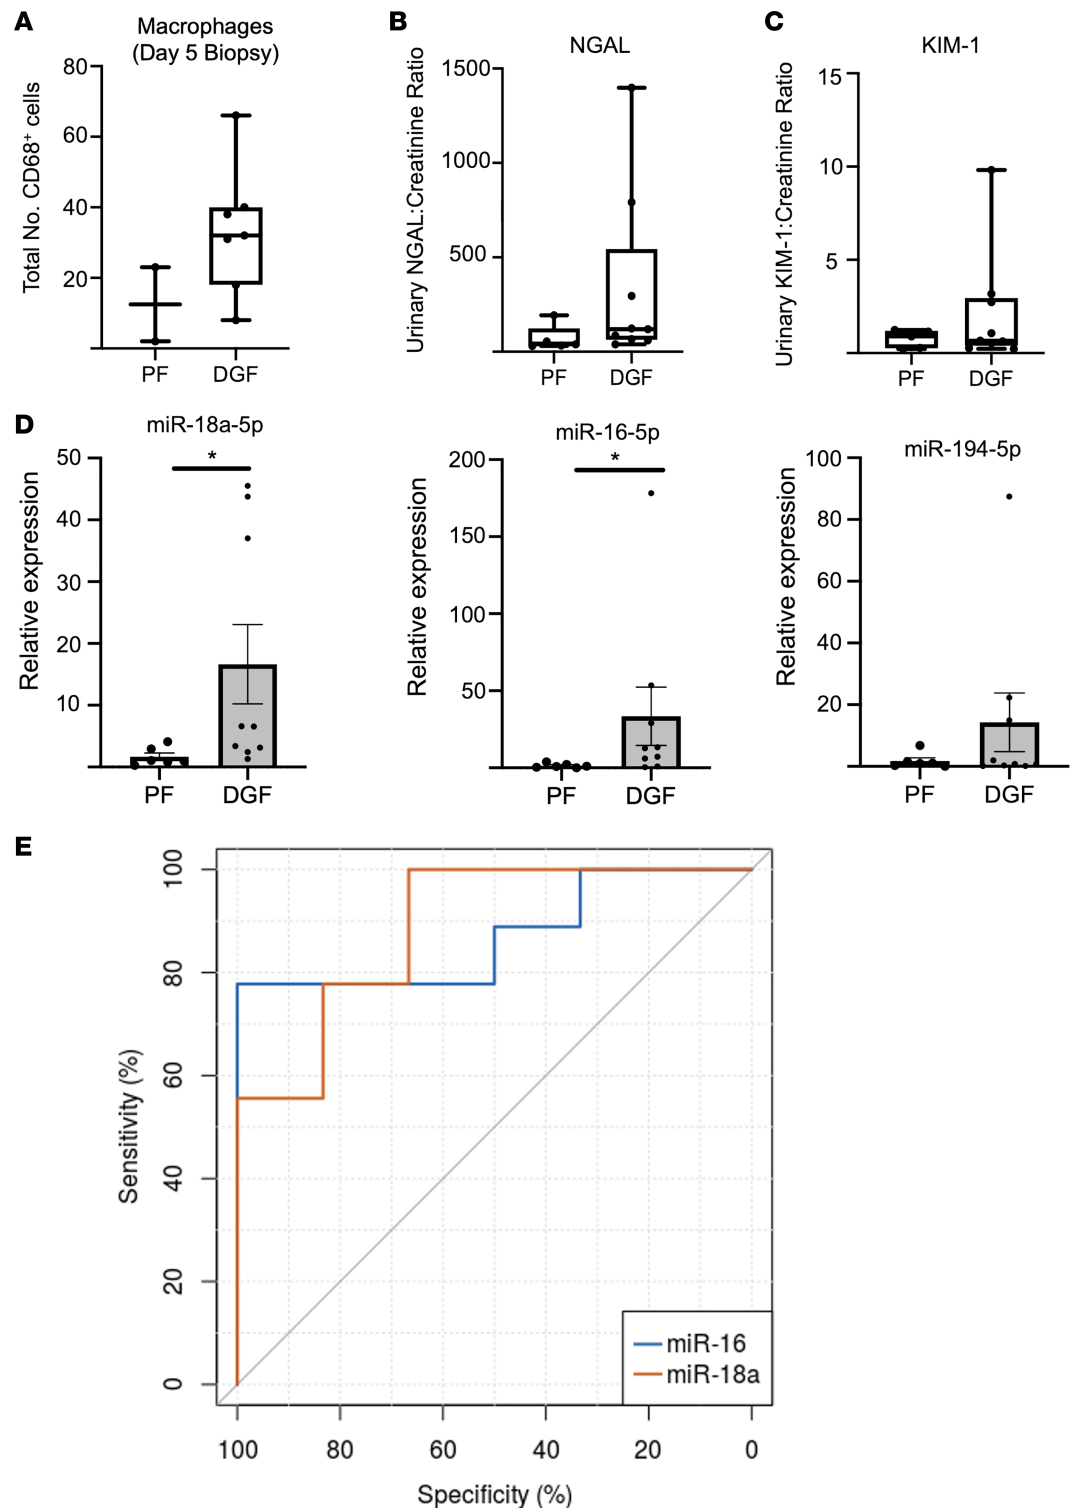 A
Macrophages
(Day 5 Biopsy)
Total No. CD68⁺ cells
80
60
40
20
PF
DGF
B
NGAL
Urinary NGAL:Creatinine Ratio
1500
1000
500
PF
DGF
C
KIM-1
Urinary KIM-1:Creatinine Ratio
15
10
5
PF
DGF
D
miR-18a-5p
*
Relative expression
50
40
30
20
10
PF
DGF
miR-16-5p
*
Relative expression
200
150
100
50
PF
DGF
miR-194-5p
Relative expression
100
80
60
40
20
PF
DGF
E
Sensitivity (%)
100
80
60
40
20
0
miR-16
miR-18a
100 80 60 40 20 0
Specificity (%)